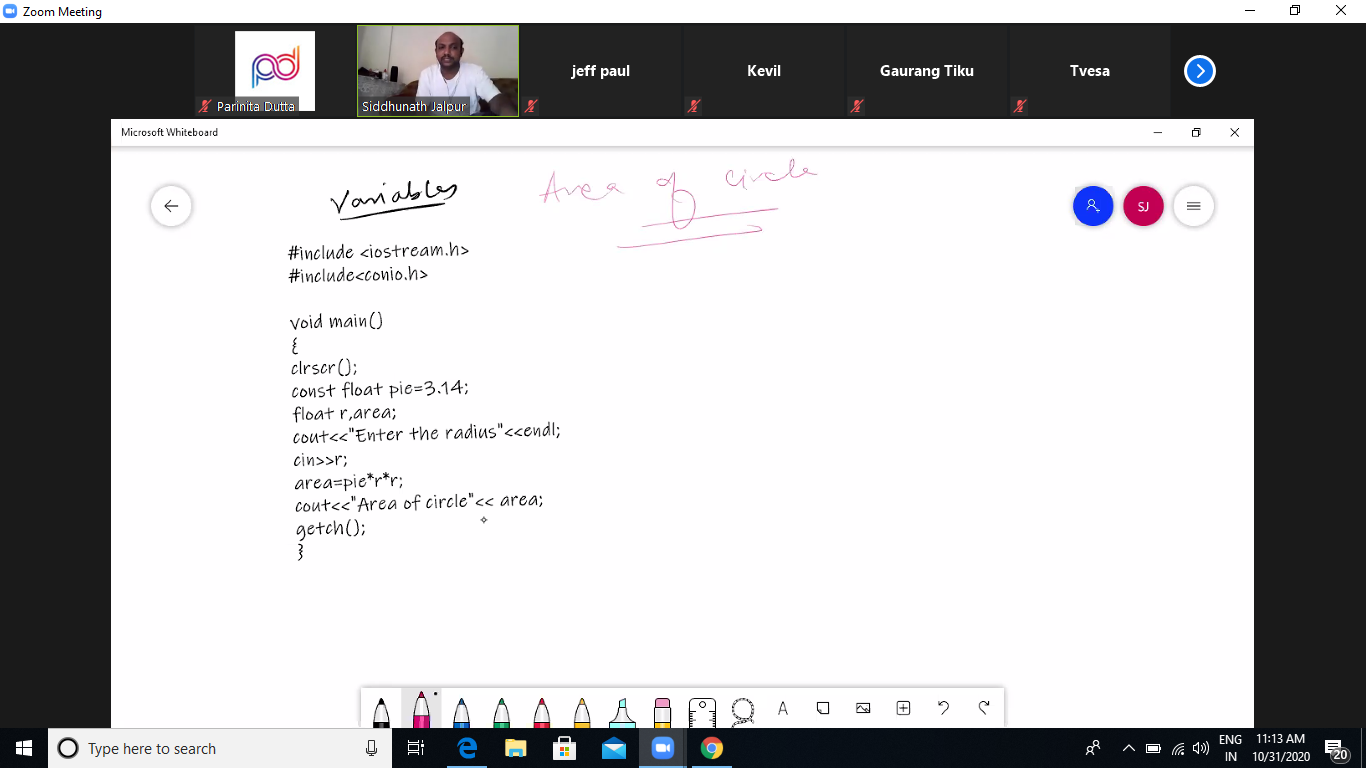 Zoom Meeting
pd
Parinita Dutta
Siddhunath Jalpur
jeff paul
Kevil
Gaurang Tiku
Tvesa
Microsoft Whiteboard
Variables
Area of circle
SJ
#include <iostream.h>
#include<conio.h>
void main()
{
clrscr();
const float pie=3.14;
float r,area;
cout<<"Enter the radius"<<endl;
cin>>r;
area=pie*r*r;
cout<<"Area of circle"<< area;
getch();
}
A
Type here to search
ENG
IN
11:13 AM
10/31/2020
20